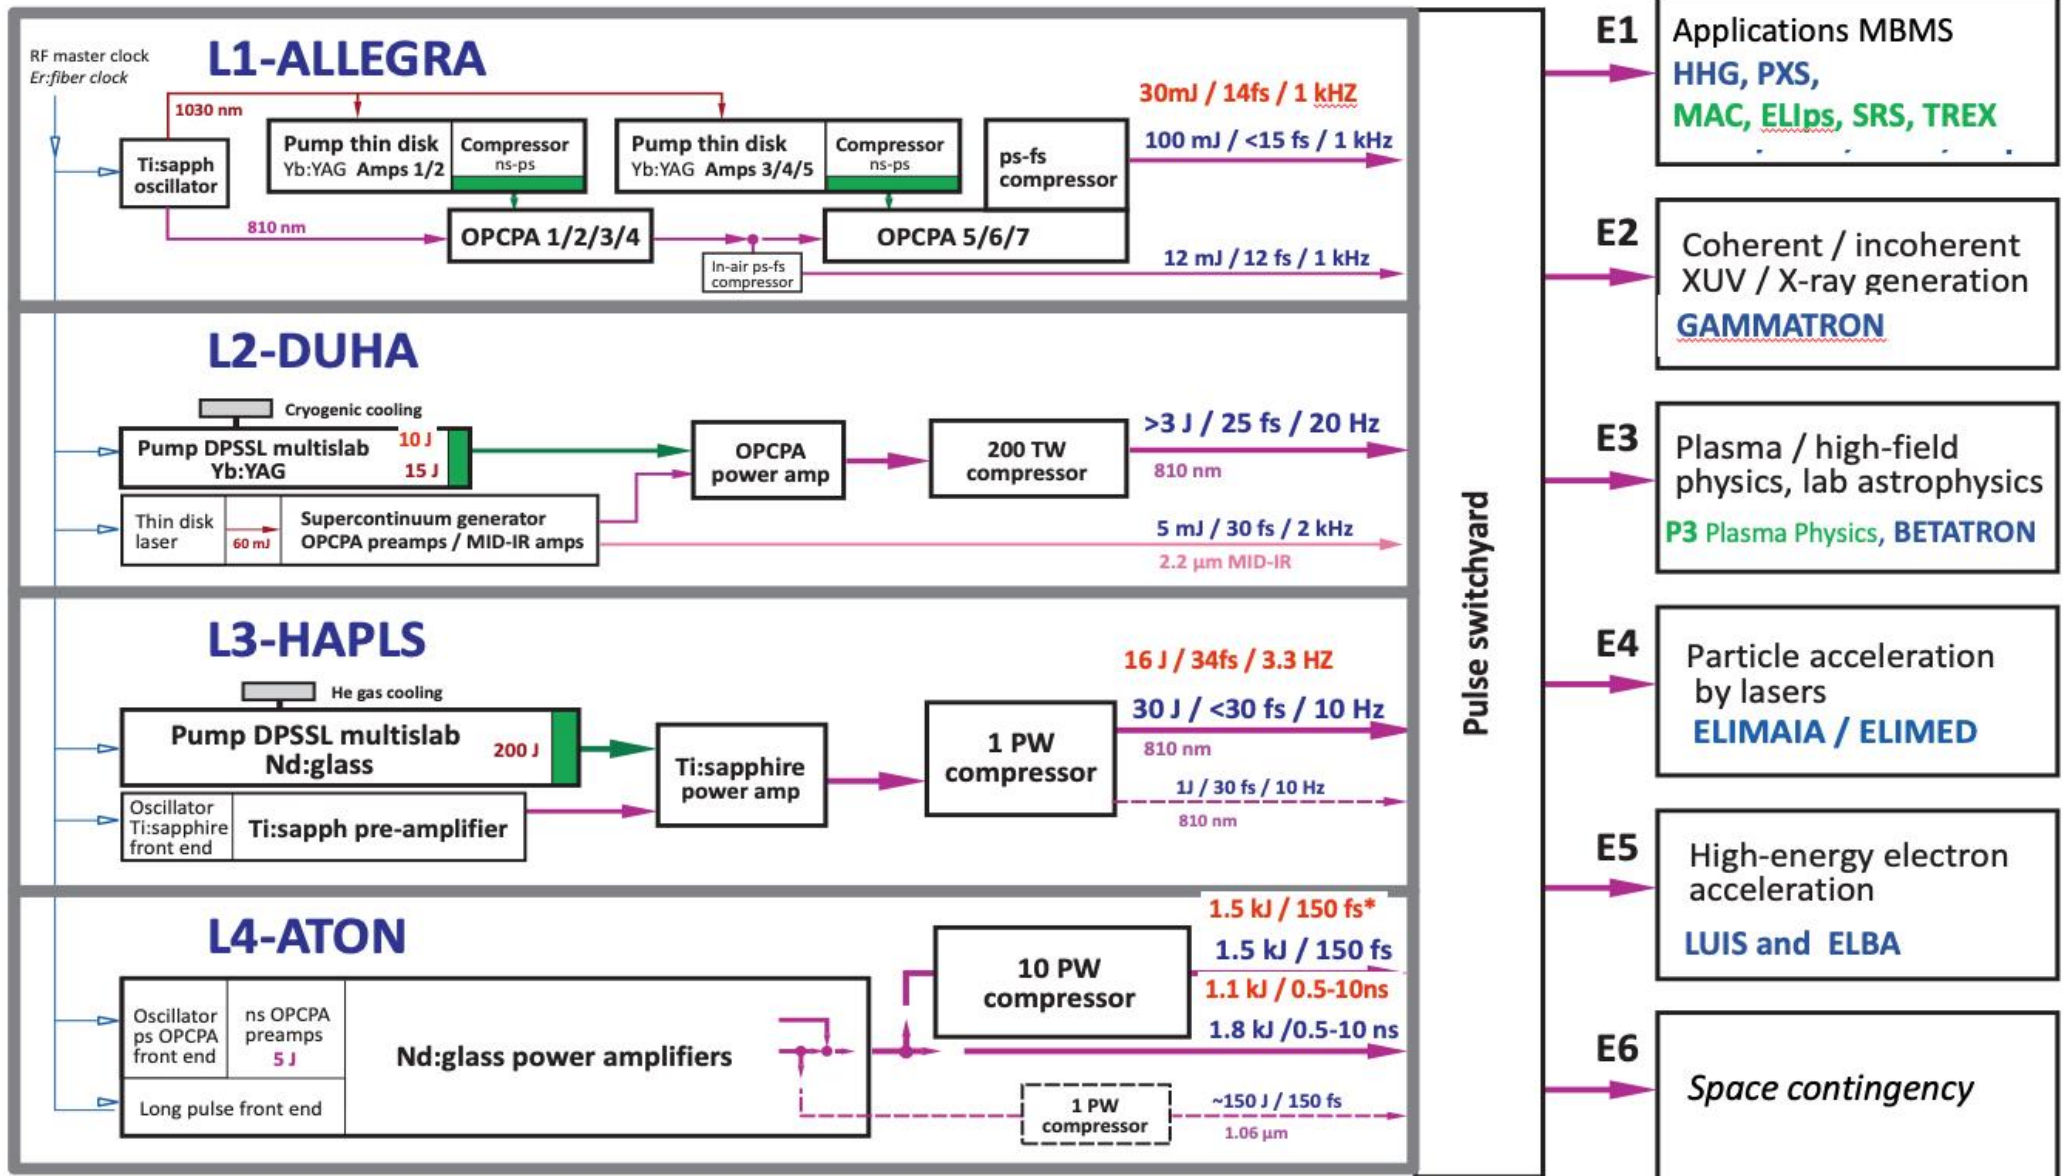 RF master clock
Er:fiber clock
L1-ALLEGRA
1030 nm
Ti:sapph
oscillator
Pump thin disk
Yb:YAG Amps 1/2
Compressor
ns-ps
Pump thin disk
Yb:YAG Amps 3/4/5
Compressor
ns-ps
ps-fs
compressor
810 nm
OPCPA 1/2/3/4
In-air ps-fs
compressor
OPCPA 5/6/7
30mJ / 14fs / 1 kHZ
100 mJ / <15 fs / 1 kHz
12 mJ / 12 fs / 1 kHz
L2-DUHA
Cryogenic cooling
Pump DPSSL multislab
Yb:YAG
10 J
15 J
Thin disk
laser
60 mJ
Supercontinuum generator
OPCPA preamps / MID-IR amps
OPCPA
power amp
200 TW
compressor
>3 J / 25 fs / 20 Hz
810 nm
5 mJ / 30 fs / 2 kHz
2.2 µm MID-IR
L3-HAPLS
He gas cooling
Pump DPSSL multislab
Nd:glass
200 J
Oscillator
Ti:sapphire
front end
Ti:sapph pre-amplifier
Ti:sapphire
power amp
1 PW
compressor
16 J / 34fs / 3.3 HZ
30 J / <30 fs / 10 Hz
810 nm
1J / 30 fs / 10 Hz
810 nm
L4-ATON
Oscillator
ps OPCPA
front end
ns OPCPA
preamps
5 J
Long pulse front end
Nd:glass power amplifiers
10 PW
compressor
1.5 kJ / 150 fs*
1.5 kJ / 150 fs
1.1 kJ / 0.5-10ns
1.8 kJ /0.5-10 ns
1 PW
compressor
~150 J / 150 fs
1.06 µm
Pulse switchyard
E1
Applications MBMS
HHG, PXS,
MAC, ELIps, SRS, TREX
E2
Coherent / incoherent
XUV / X-ray generation
GAMMATRON
E3
Plasma / high-field
physics, lab astrophysics
P3 Plasma Physics, BETATRON
E4
Particle acceleration
by lasers
ELIMAIA / ELIMED
E5
High-energy electron
acceleration
LUIS and ELBA
E6
Space contingency